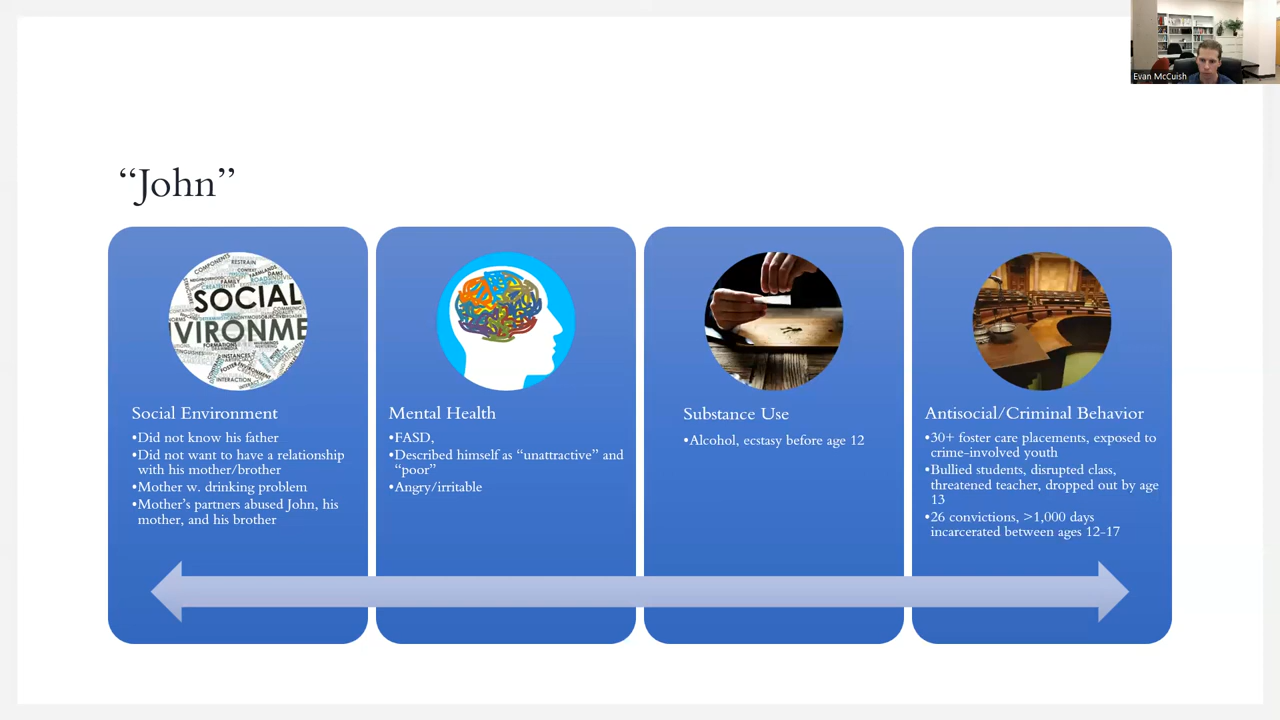 Evan McCuish
“John”
SOCIAL
VIRONME
Social Environment
•Did not know his father
•Did not want to have a relationship
with his mother/brother
•Mother w. drinking problem
•Mother’s partners abused John, his
mother, and his brother
Mental Health
•FASD,
•Described himself as “unattractive” and
“poor”
•Angry/irritable
Substance Use
•Alcohol, ecstasy before age 12
Antisocial/Criminal Behavior
•30+ foster care placements, exposed to
crime-involved youth
•Bullied students, disrupted class,
threatened teacher, dropped out by age
13
•26 convictions, >1,000 days
incarcerated between ages 12-17